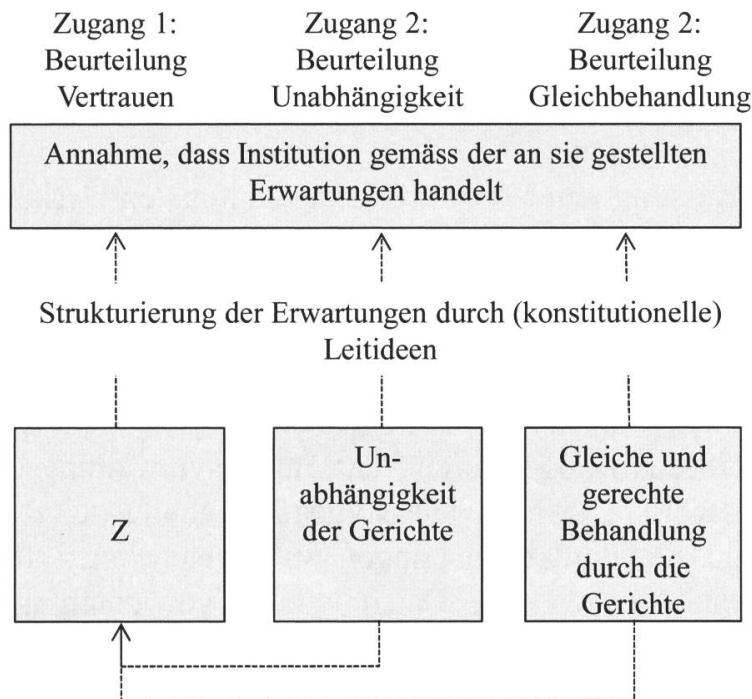 Zugang 1:
Beurteilung
Vertrauen
Zugang 2:
Beurteilung
Unabhängigkeit
Zugang 2:
Beurteilung
Gleichbehandlung
Annahme, dass Institution gemäss der an sie gestellten
Erwartungen handelt
Strukturierung der Erwartungen durch (konstitutionelle)
Leitideen
Z
Un-
abhängigkeit
der Gerichte
Gleiche und
gerechte
Behandlung
durch die
Gerichte